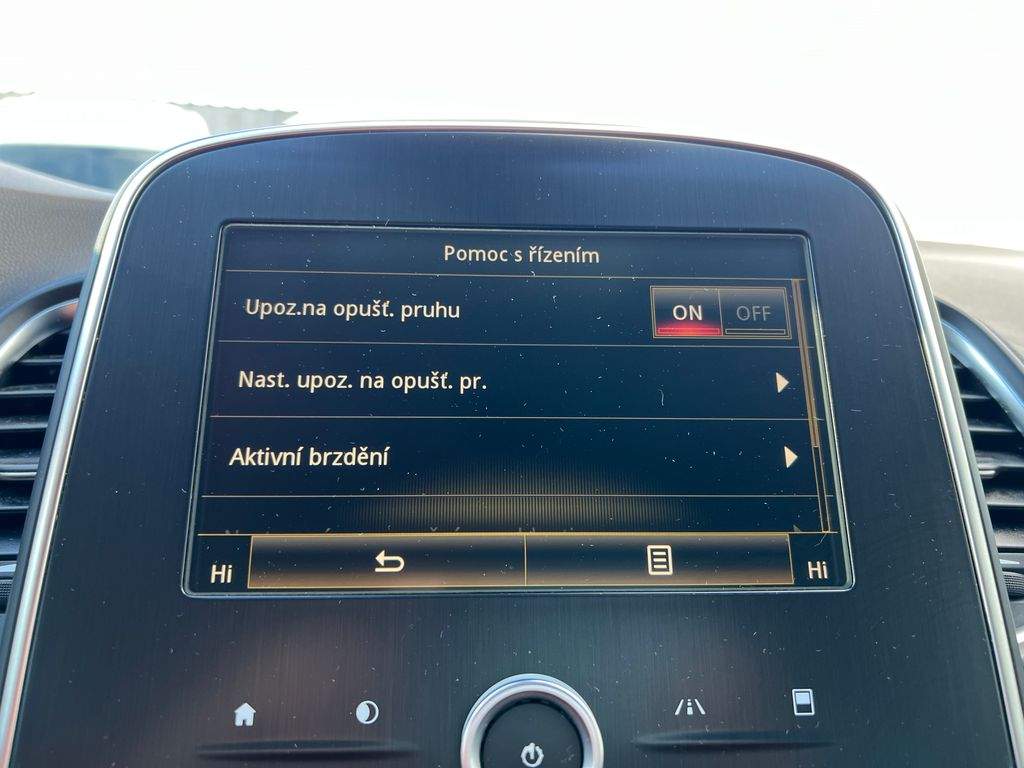 Pomoc s řízením
Upoz.na opušť. pruhu
ON OFF
Nast. upoz. na opušť. pr.
Aktivní brzdění
Hi
Hi